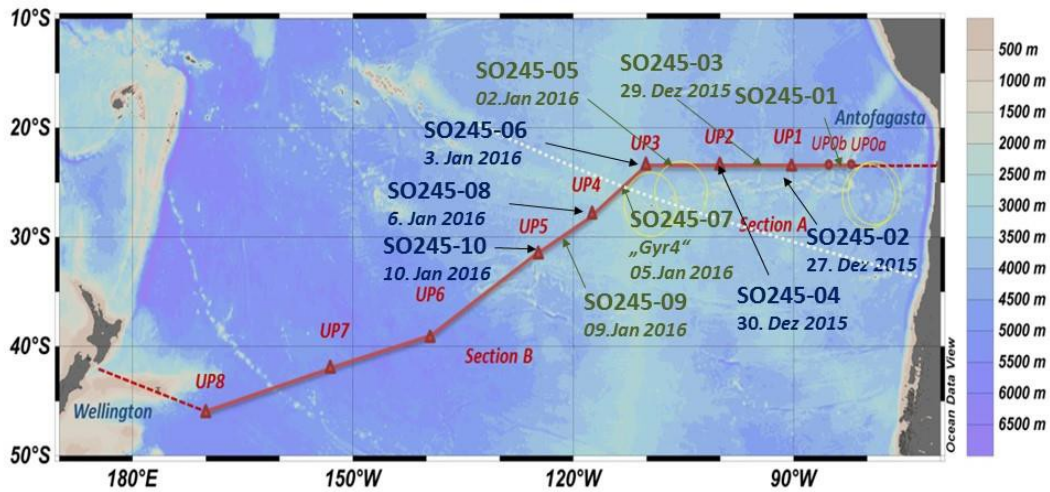 10°S
20°S
30°S
40°S
50°S
180°E
150°W
120°W
90°W
SO245-05
02.Jan 2016
SO245-03
29. Dez 2015
SO245-01
Antofagasta
SO245-06
3. Jan 2016
UP3
UP2
UP1
UP0b
UP0a
SO245-08
6. Jan 2016
UP4
SO245-07
„Gyr4“
05.Jan 2016
Section A
SO245-02
27. Dez 2015
SO245-10
10. Jan 2016
UP5
SO245-09
09.Jan 2016
SO245-04
30. Dez 2015
UP6
UP7
Section B
UP8
Wellington
Ocean Data View
500 m
1000 m
1500 m
2000 m
2500 m
3000 m
3500 m
4000 m
4500 m
5000 m
5500 m
6000 m
6500 m